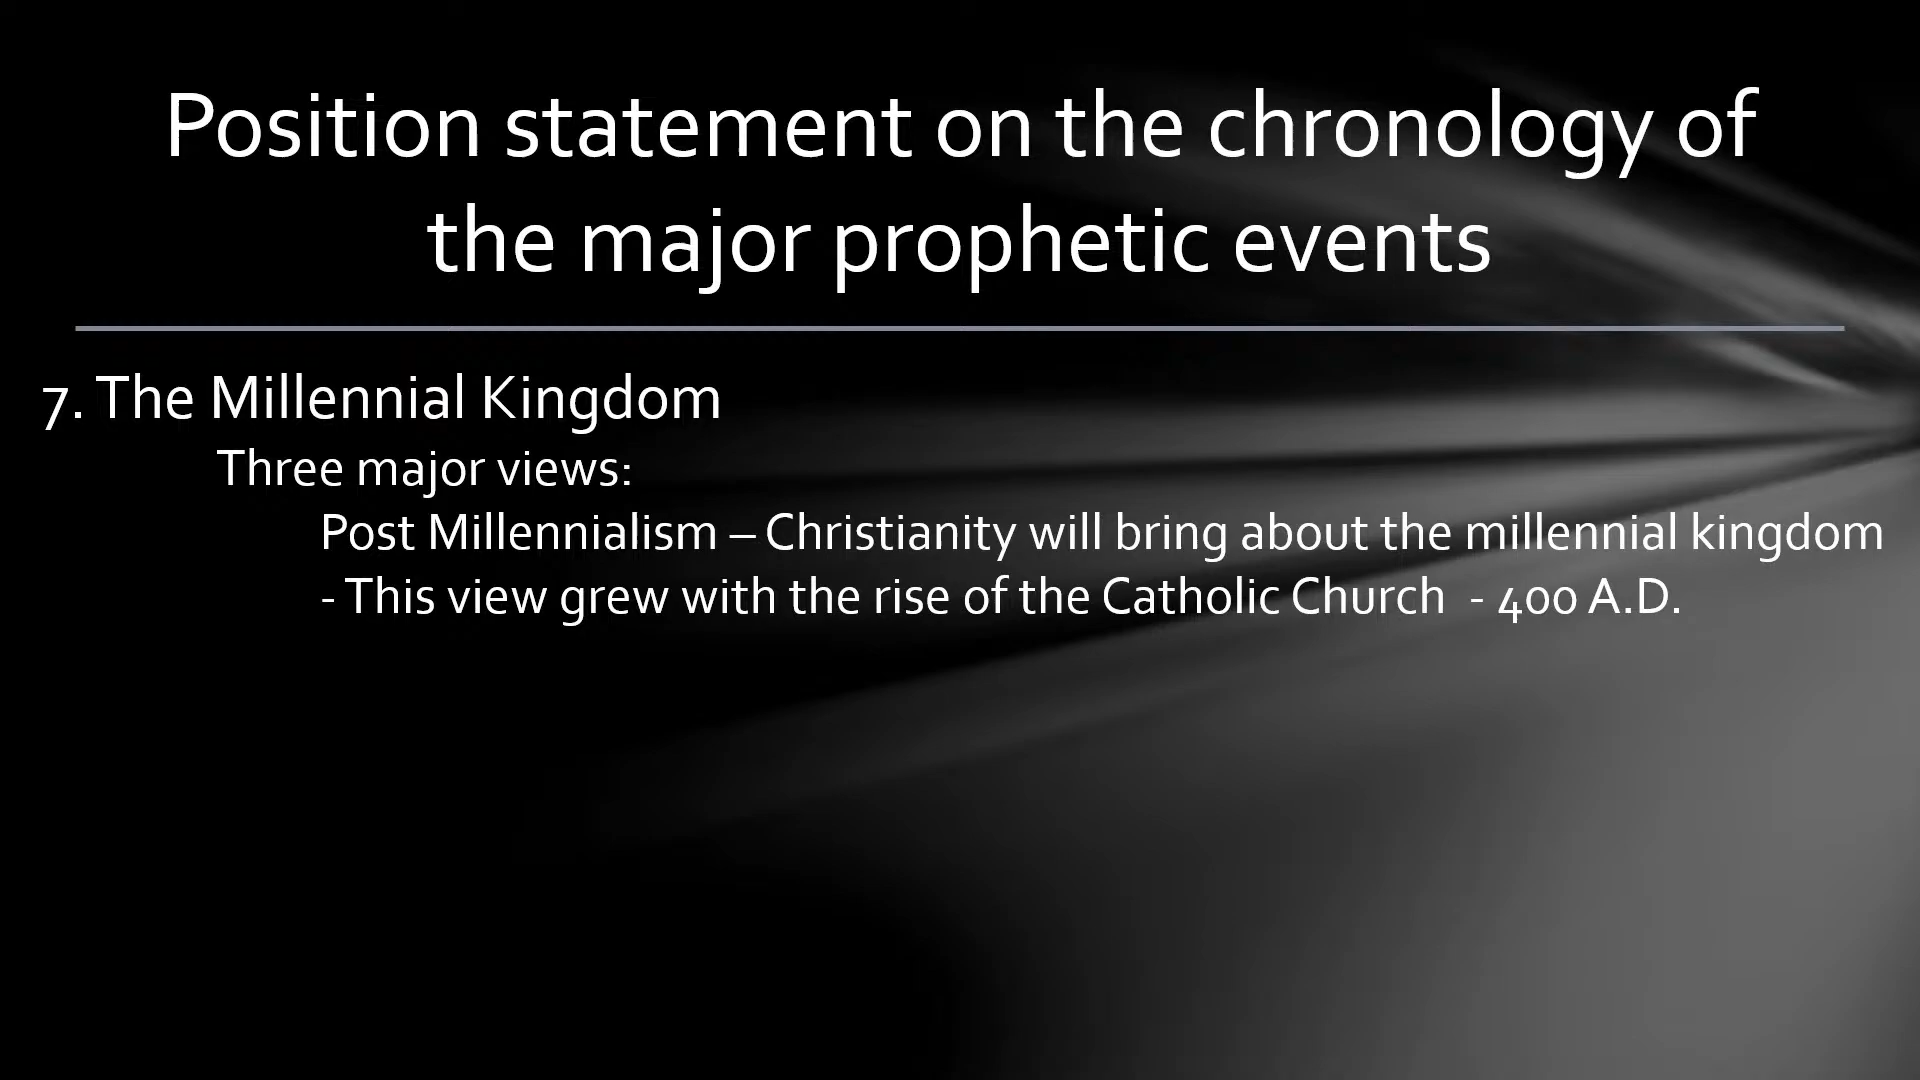 Position statement on the chronology of
the major prophetic events
7. The Millennial Kingdom
Three major views:
Post Millennialism – Christianity will bring about the millennial kingdom
- This view grew with the rise of the Catholic Church  - 400 A.D.